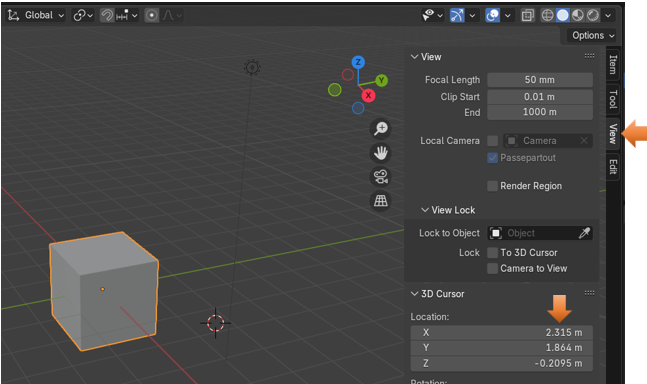 Global
Options
Z
Y
X
View
Focal Length 50 mm
Clip Start 0.01 m
End 1000 m
Local Camera Camera
Passepartout
Render Region
View Lock
Lock to Object Object
Lock To 3D Cursor
Camera to View
3D Cursor
Location:
X 2.315 m
Y 1.864 m
Z -0.2095 m
Rotation:
Item
Tool
View
Edit